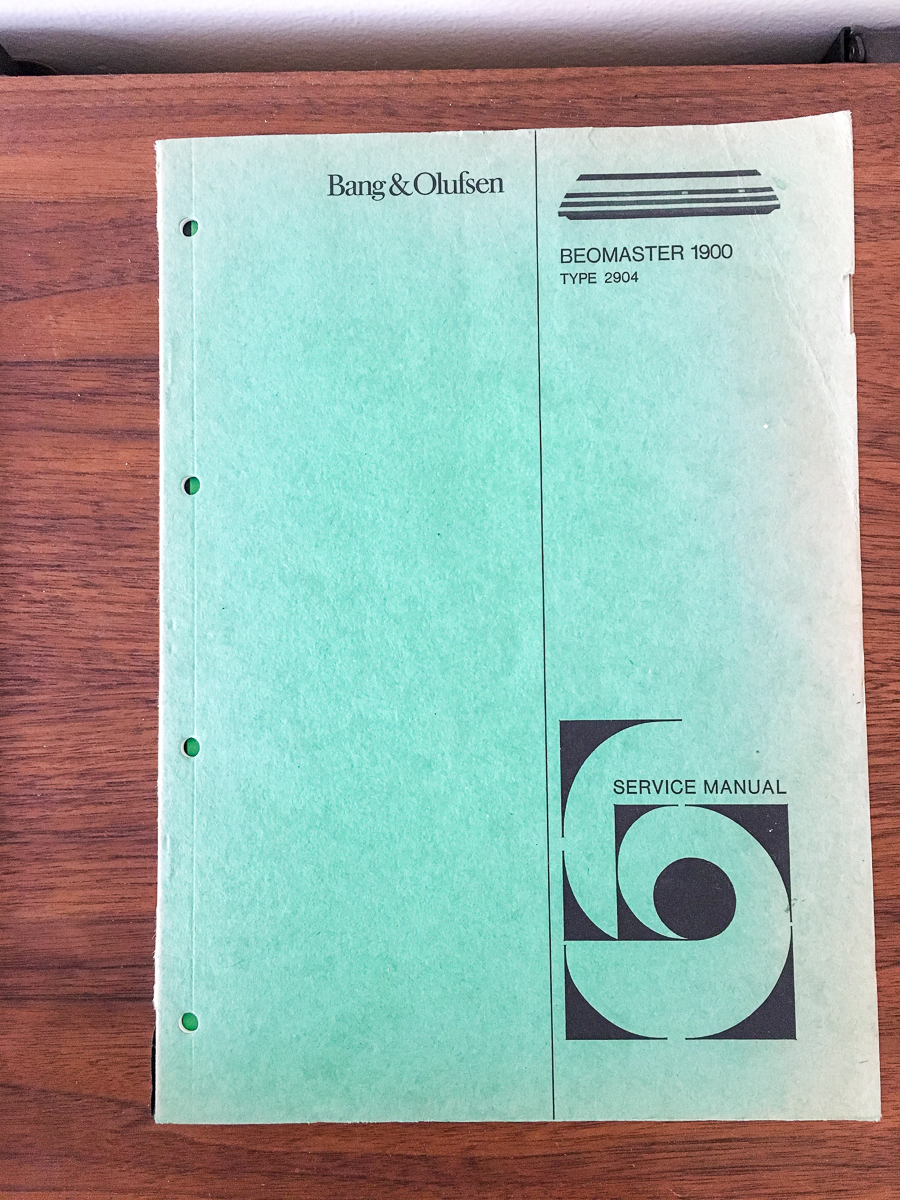 Bang & Olufsen
BEOMASTER 1900
TYPE 2904
SERVICE MANUAL